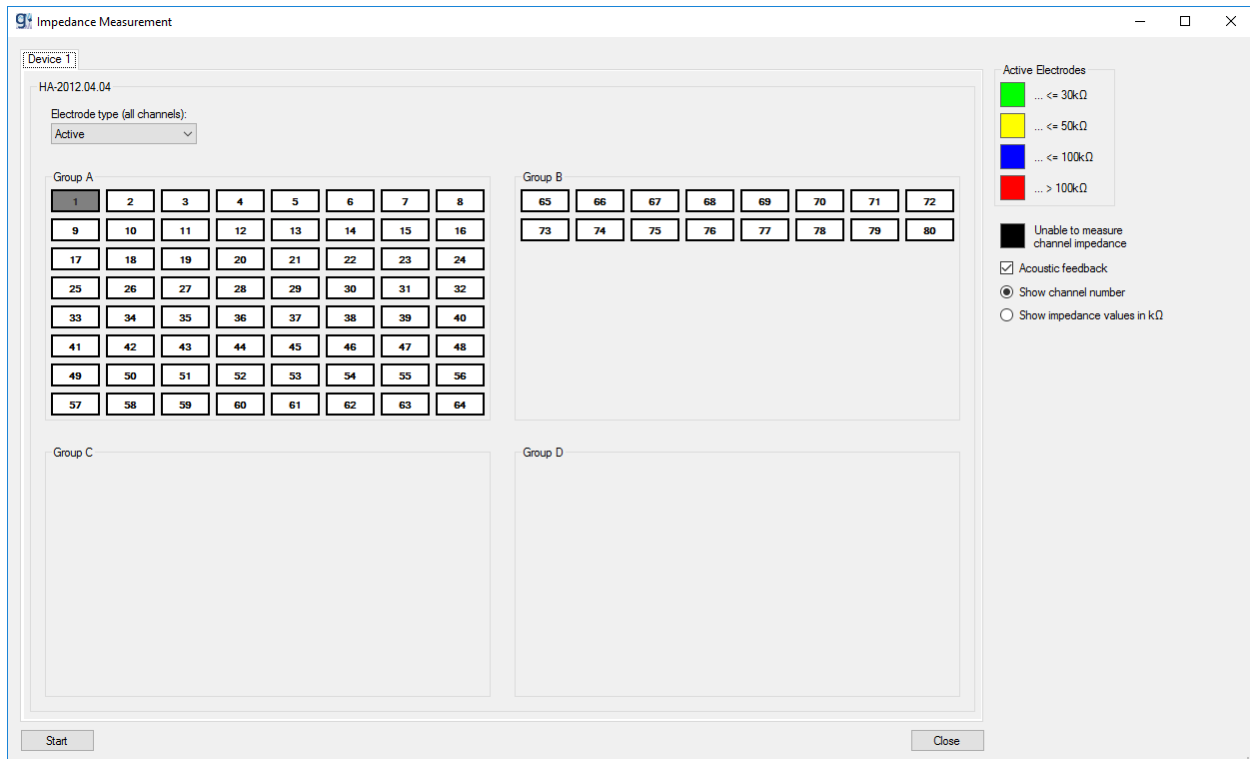 Impedance Measurement
Device 1
HA-2012.04.04
Electrode type (all channels):
Active
Group A
1 2 3 4 5 6 7 8
9 10 11 12 13 14 15 16
17 18 19 20 21 22 23 24
25 26 27 28 29 30 31 32
33 34 35 36 37 38 39 40
41 42 43 44 45 46 47 48
49 50 51 52 53 54 55 56
57 58 59 60 61 62 63 64
Group B
65 66 67 68 69 70 71 72
73 74 75 76 77 78 79 80
Group C
Group D
Active Electrodes
... <= 30kΩ
... <= 50kΩ
... <= 100kΩ
... > 100kΩ
Unable to measure
channel impedance
Acoustic feedback
Show channel number
Show impedance values in kΩ
Start
Close